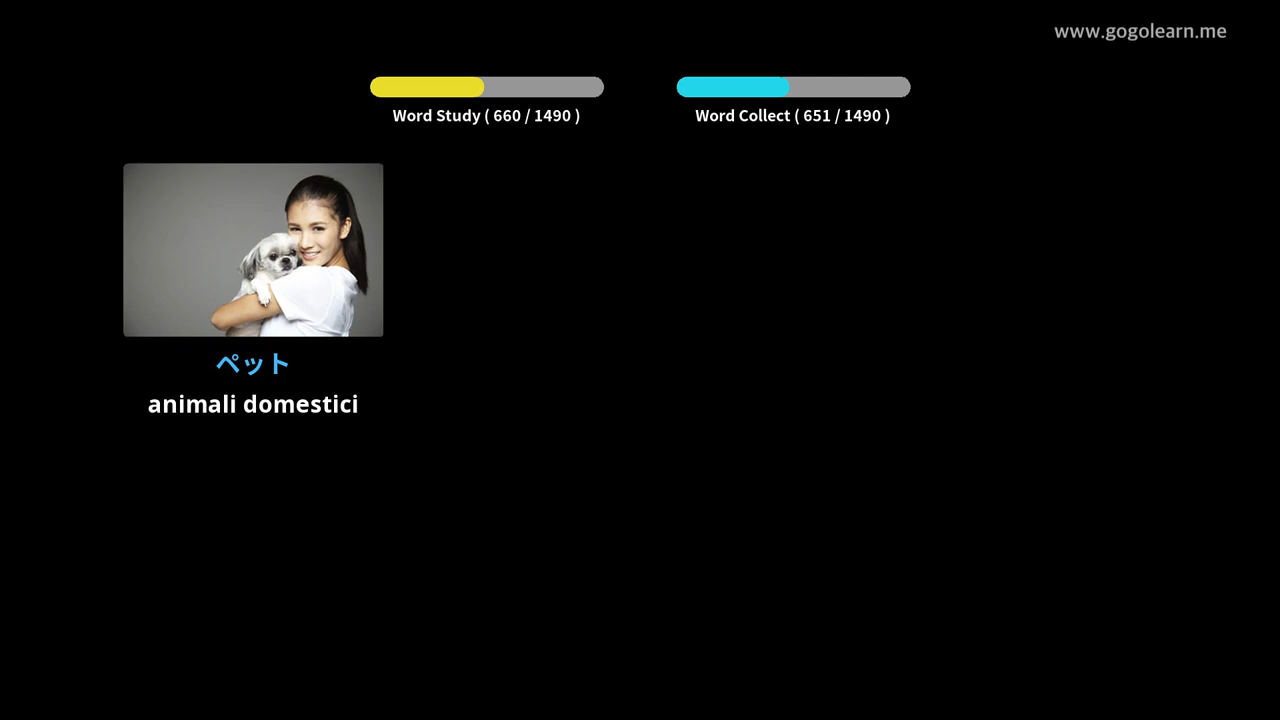 www.gogolearn.me
Word Study ( 660 / 1490 )
Word Collect ( 651 / 1490 )
ペット
animali domestici